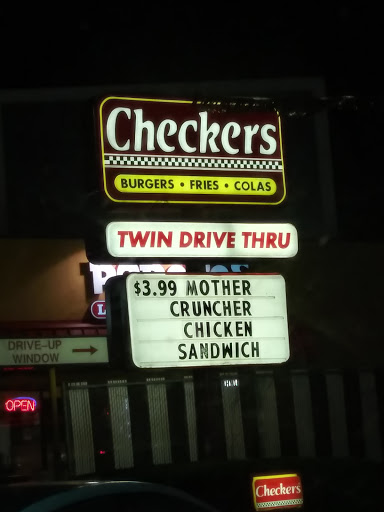 Checkers
BURGERS • FRIES • COLAS
TWIN DRIVE THRU
$3.99 MOTHER
CRUNCHER
CHICKEN
SANDWICH
DRIVE-UP
WINDOW
OPEN
Checkers